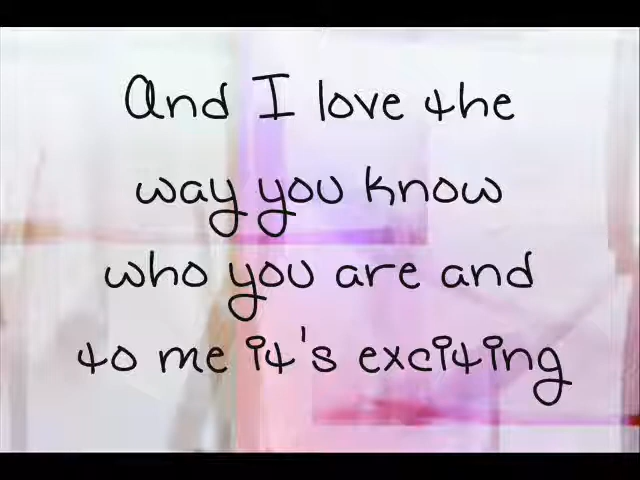 And I love the
way you know
who you are and
to me it's exciting